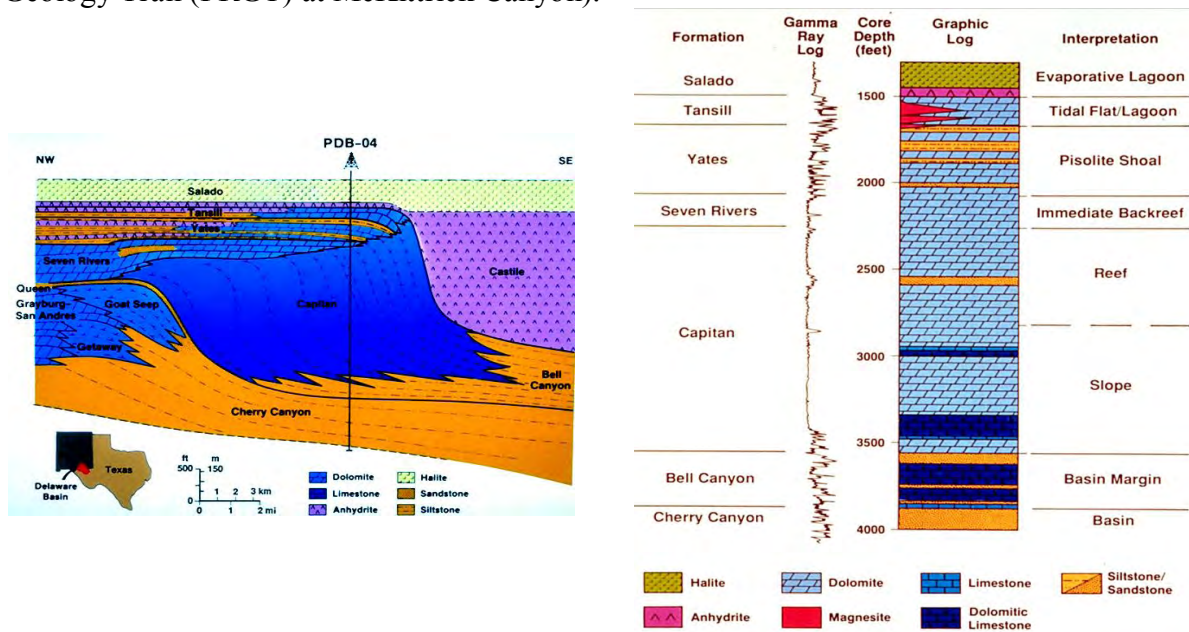 Geology Trail (PRGT) at McKittrick Canyon).
PDB-04
NW
SE
Salado
Tansill
Yates
Seven Rivers
Castile
Queen
Goat Seep
Capitan
Grayburg-
San Andres
Getaway
Bell
Canyon
Cherry Canyon
Texas
Delaware
Basin
ft m
500 150
0
1 2 3 km
0 1 2 mi
Dolomite
Halite
Limestone
Sandstone
Anhydrite
Siltstone
Formation
Gamma
Ray
Log
Core
Depth
(feet)
Graphic
Log
Interpretation
Salado
Evaporative Lagoon
1500
Tansill
Tidal Flat/Lagoon
Yates
Pisolite Shoal
2000
Seven Rivers
Immediate Backreef
2500
Reef
Capitan
3000
Slope
3500
Bell Canyon
Basin Margin
Cherry Canyon
Basin
4000
Halite
Dolomite
Limestone
Siltstone/
Sandstone
Anhydrite
Magnesite
Dolomitic
Limestone